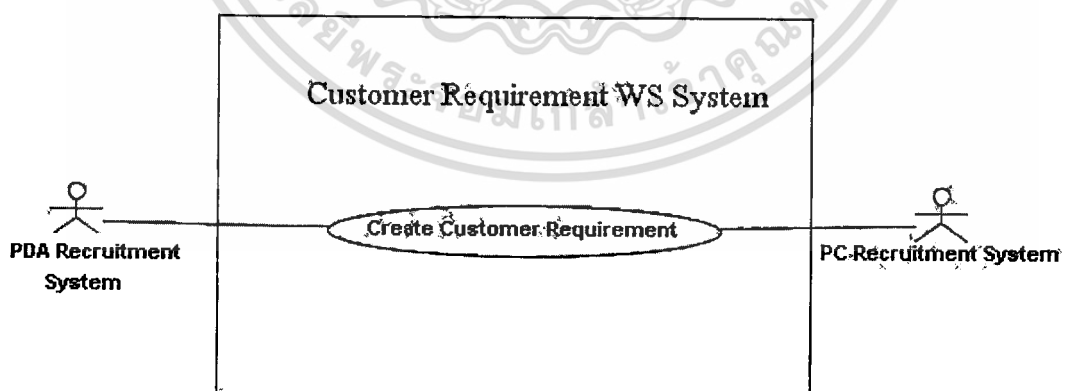 Customer Requirement WS System
Create Customer Requirement
PDA Recruitment
System
PC-Recruitment System